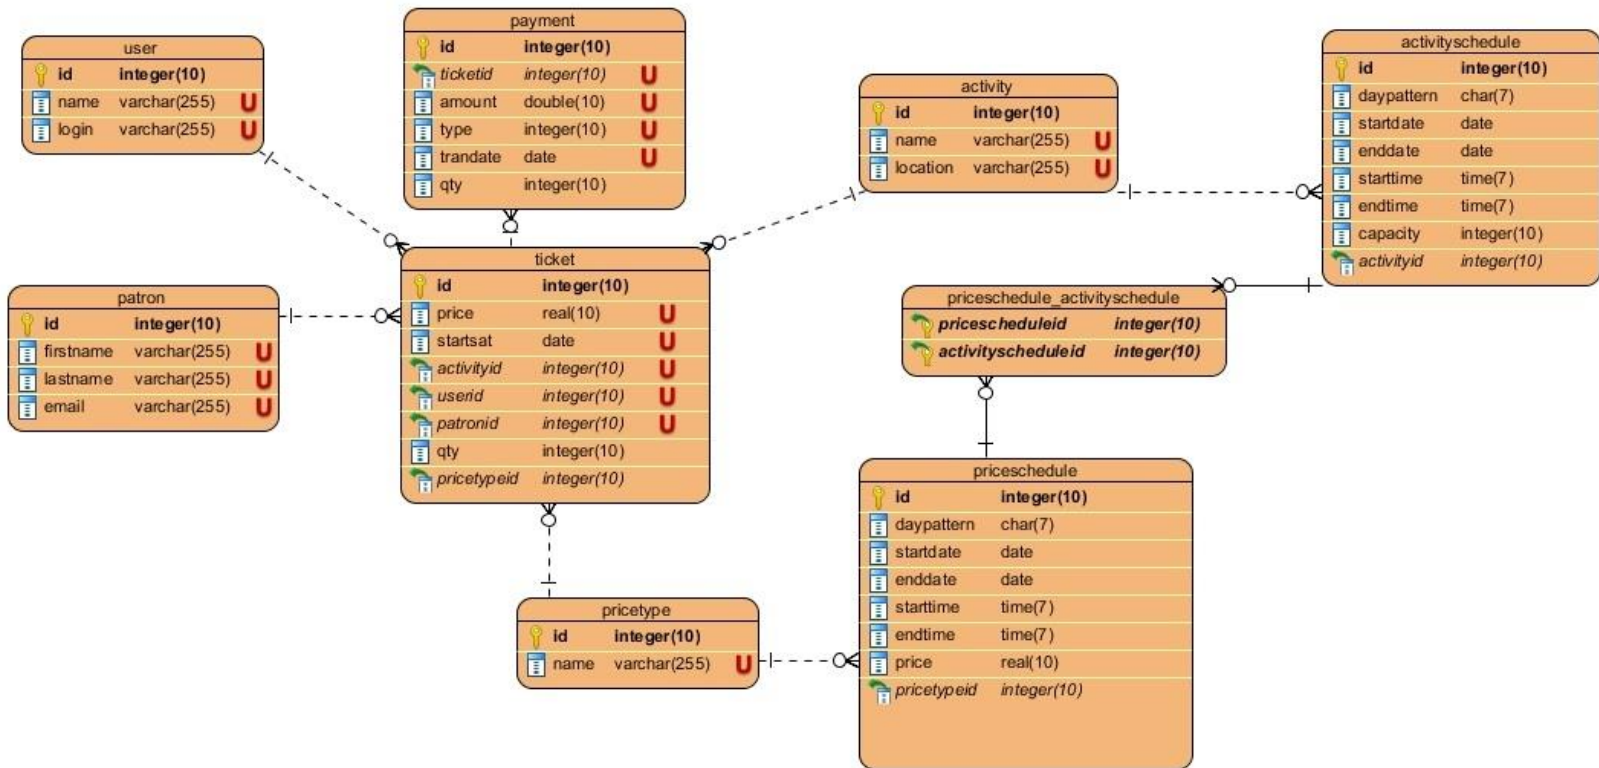 user
id integer(10)
name varchar(255) U
login varchar(255) U
payment
id integer(10)
ticketid integer(10) U
amount double(10) U
type integer(10) U
trandate date U
qty integer(10)
activity
id integer(10)
name varchar(255) U
location varchar(255) U
activityschedule
id integer(10)
daypattern char(7)
startdate date
enddate date
starttime time(7)
endtime time(7)
capacity integer(10)
activityid integer(10)
patron
id integer(10)
firstname varchar(255) U
lastname varchar(255) U
email varchar(255) U
ticket
id integer(10)
price real(10) U
startsat date U
activityid integer(10) U
userid integer(10) U
patronid integer(10) U
qty integer(10)
pricetypeid integer(10)
priceschedule_activityschedule
pricescheduleid integer(10)
activityscheduleid integer(10)
pricetype
id integer(10)
name varchar(255) U
priceschedule
id integer(10)
daypattern char(7)
startdate date
enddate date
starttime time(7)
endtime time(7)
price real(10)
pricetypeid integer(10)